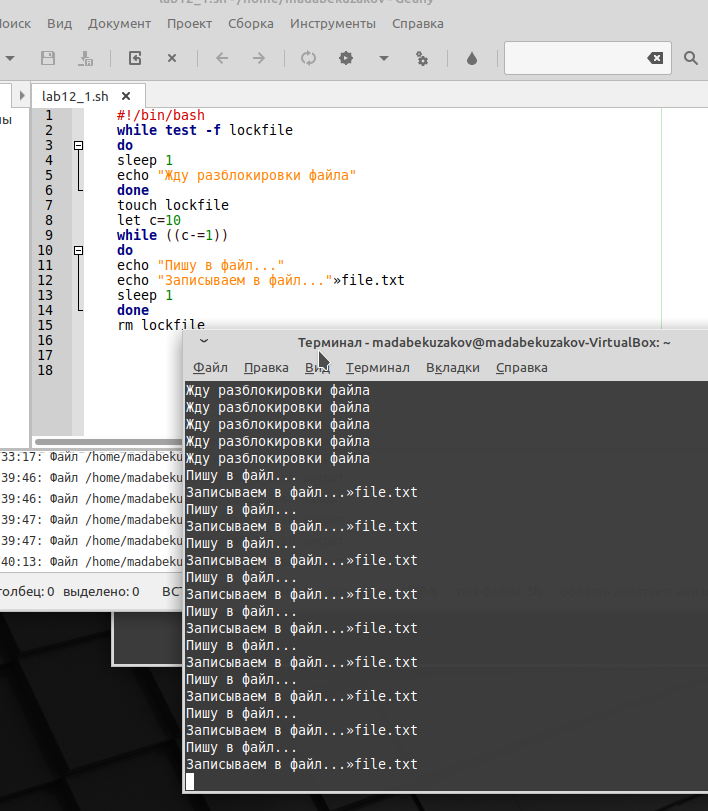 lab12_1.sh - /home/madabekuzakov - Geany
Поиск Вид Документ Проект Сборка Инструменты Справка
lab12_1.sh
1 #!/bin/bash
2 while test -f lockfile
3 do
4 sleep 1
5 echo "Жду разблокировки файла"
6 done
7 touch lockfile
8 let c=10
9 while ((c-=1))
10 do
11 echo "Пишу в файл..."
12 echo "Записываем в файл..."»file.txt
13 sleep 1
14 done
15 rm lockfile
16
17
18
Терминал - madabekuzakov@madabekuzakov-VirtualBox: ~
Файл Правка Вид Терминал Вкладки Справка
Жду разблокировки файла
Жду разблокировки файла
Жду разблокировки файла
Жду разблокировки файла
Жду разблокировки файла
Пишу в файл...
Записываем в файл...»file.txt
Пишу в файл...
Записываем в файл...»file.txt
Пишу в файл...
Записываем в файл...»file.txt
Пишу в файл...
Записываем в файл...»file.txt
Пишу в файл...
Записываем в файл...»file.txt
Пишу в файл...
Записываем в файл...»file.txt
Пишу в файл...
Записываем в файл...»file.txt
Пишу в файл...
Записываем в файл...»file.txt
Пишу в файл...
Записываем в файл...»file.txt
33:17: Файл /home/madabeku
39:46: Файл /home/madabeku
39:46: Файл /home/madabeku
39:47: Файл /home/madabeku
39:47: Файл /home/madabeku
40:13: Файл /home/madabeku
толбец: 0 выделено: 0 ВСТ